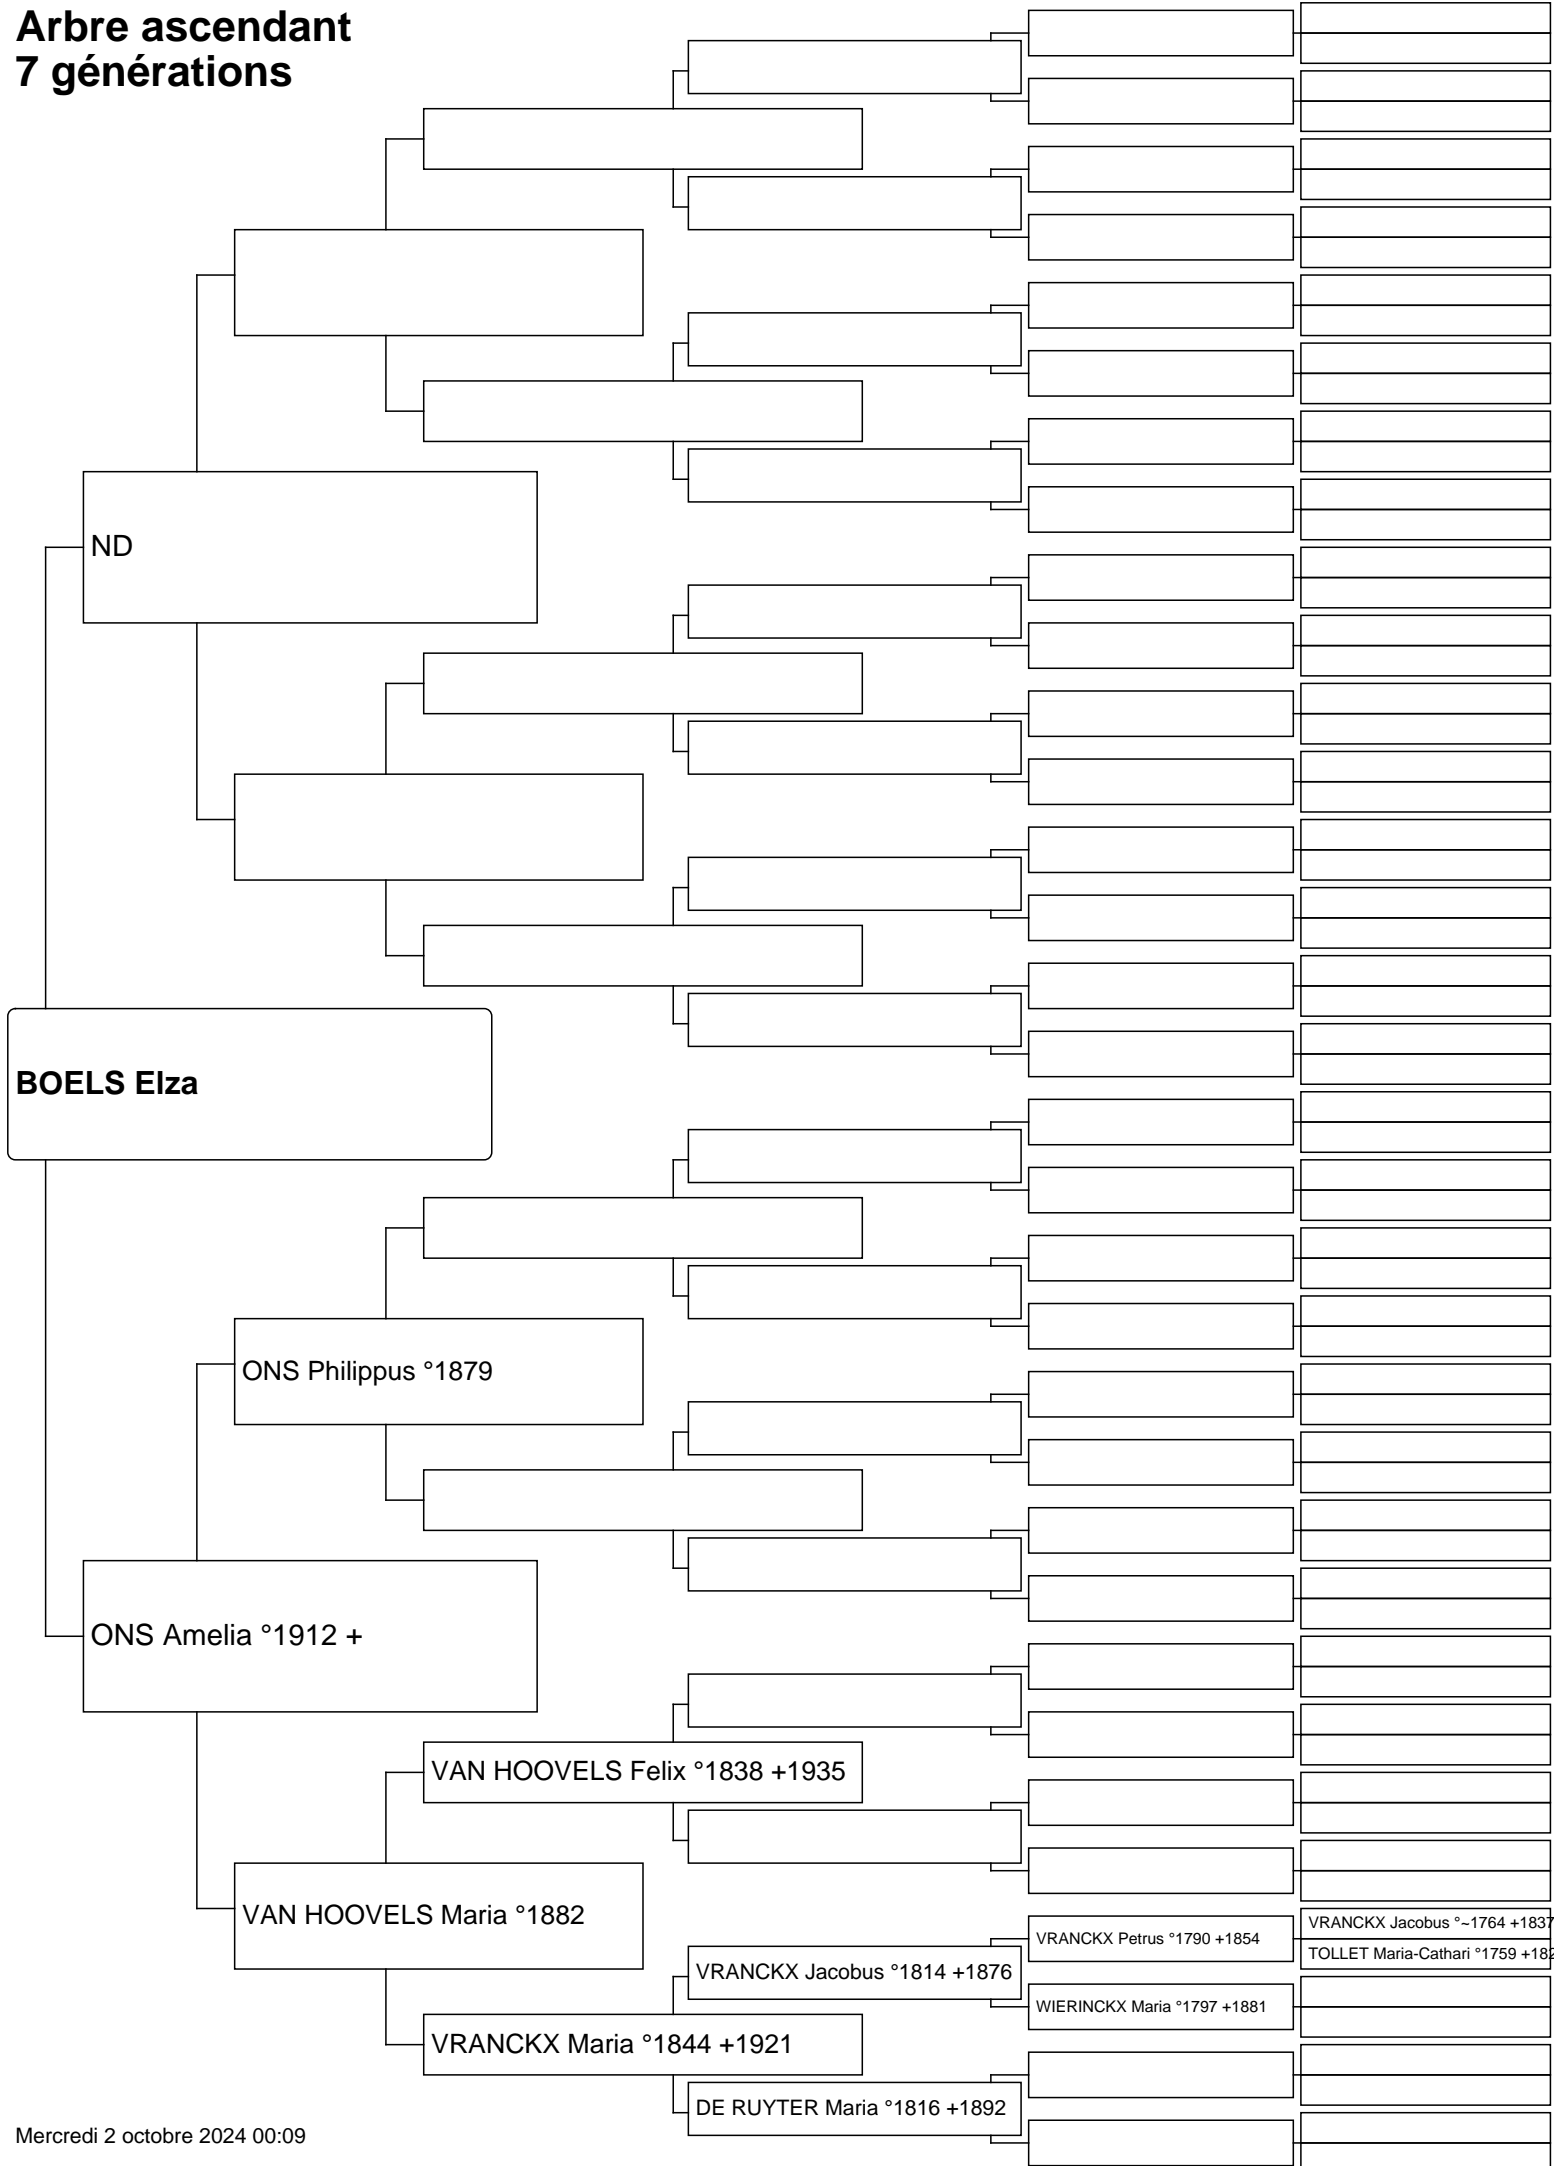 Arbre ascendant
7 générations
ND
BOELS Elza
ONS Philippus °1879
ONS Amelia °1912 +
VAN HOOVELS Felix °1838 +1935
VAN HOOVELS Maria °1882
VRANCKX Jacobus °~1764 +1837
VRANCKX Petrus °1790 +1854
TOLLET Maria-Cathari °1759 +182
VRANCKX Jacobus °1814 +1876
WIERINCKX Maria °1797 +1881
VRANCKX Maria °1844 +1921
DE RUYTER Maria °1816 +1892
Mercredi 2 octobre 2024 00:09